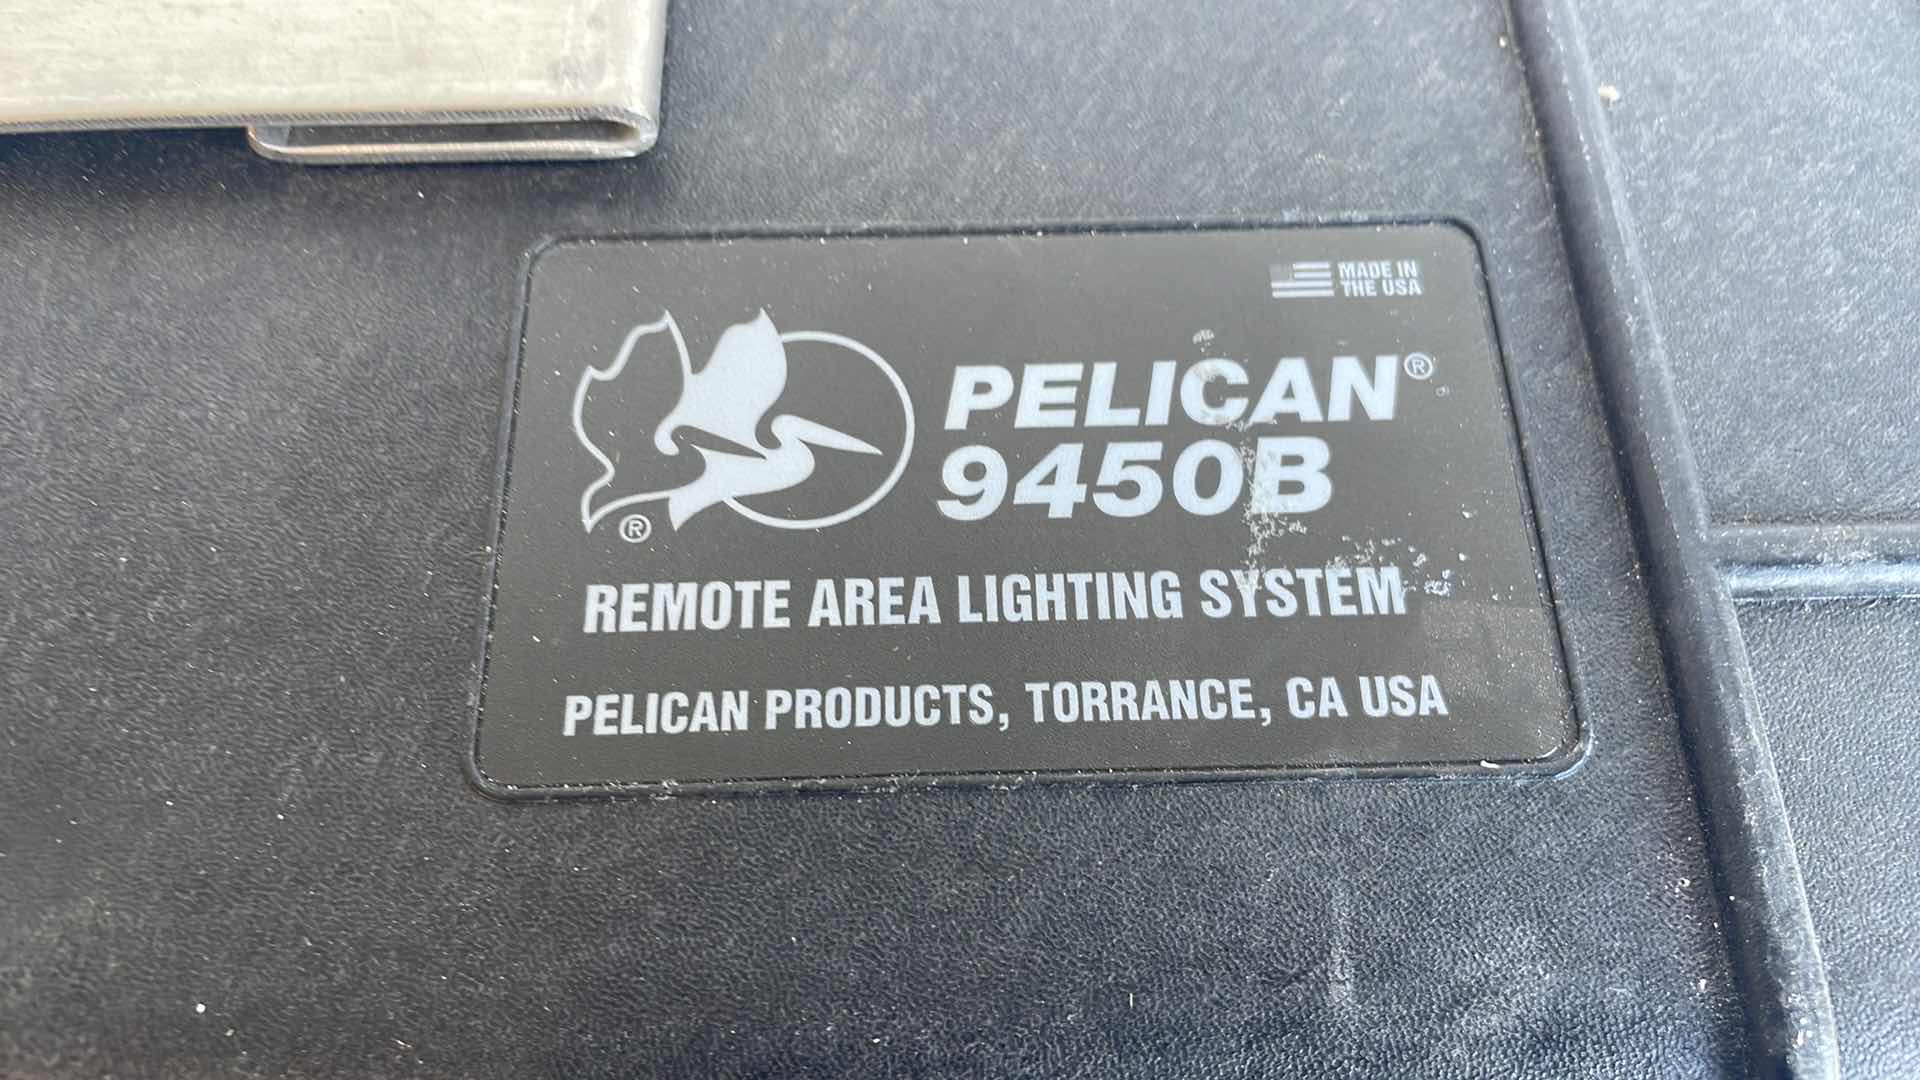 MADE IN
THE USA
PELICAN®
9450B
®
REMOTE AREA LIGHTING SYSTEM
PELICAN PRODUCTS, TORRANCE, CA USA